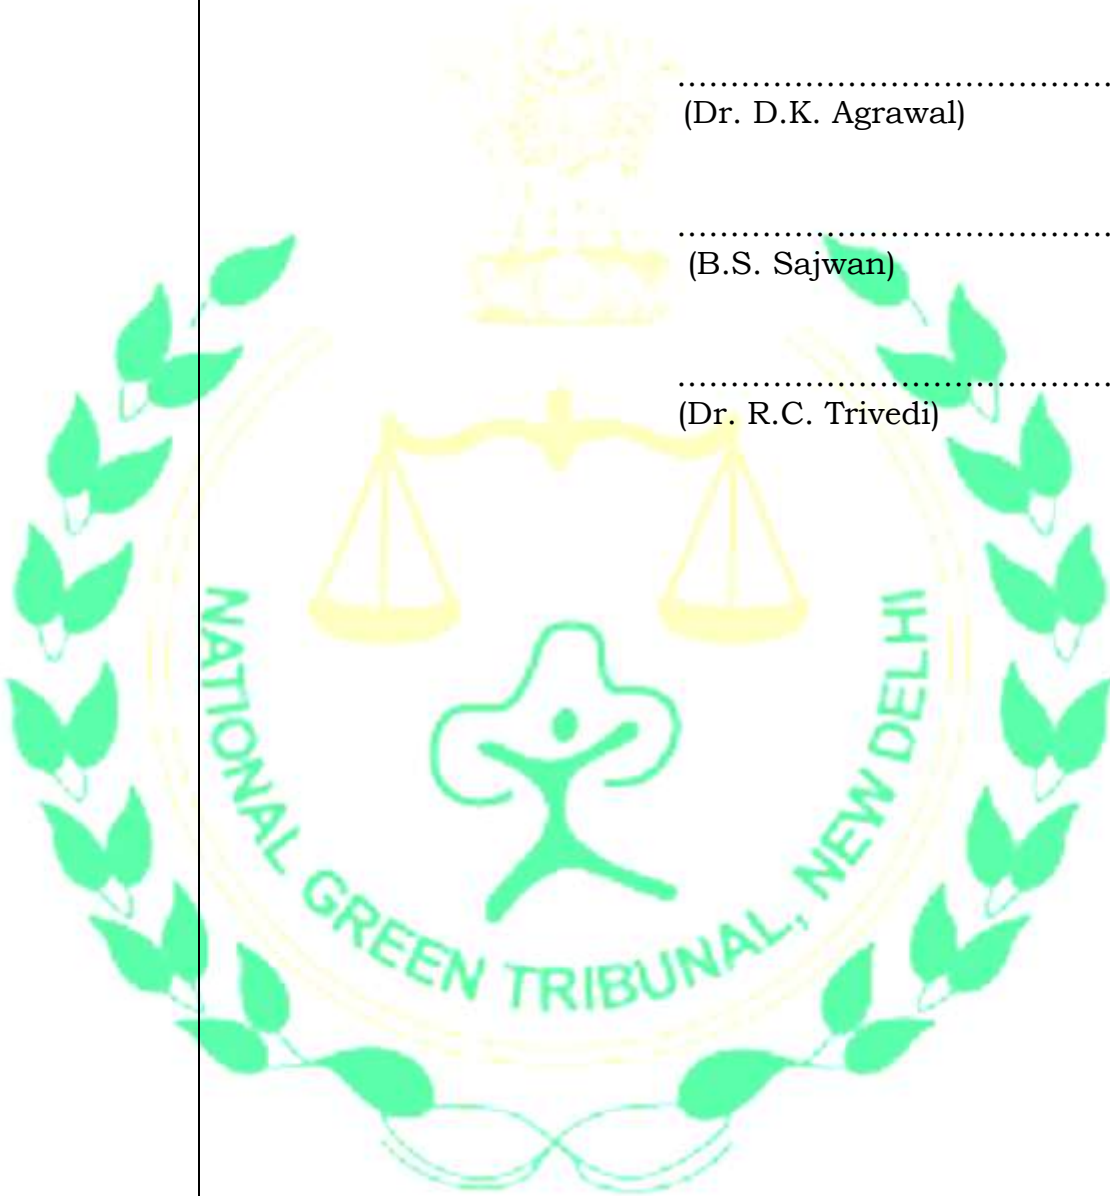 ……………………………………
(Dr. D.K. Agrawal)
……………………………………
(B.S. Sajwan)
……………………………………
(Dr. R.C. Trivedi)
NATIONAL GREEN TRIBUNAL, NEW DELHI